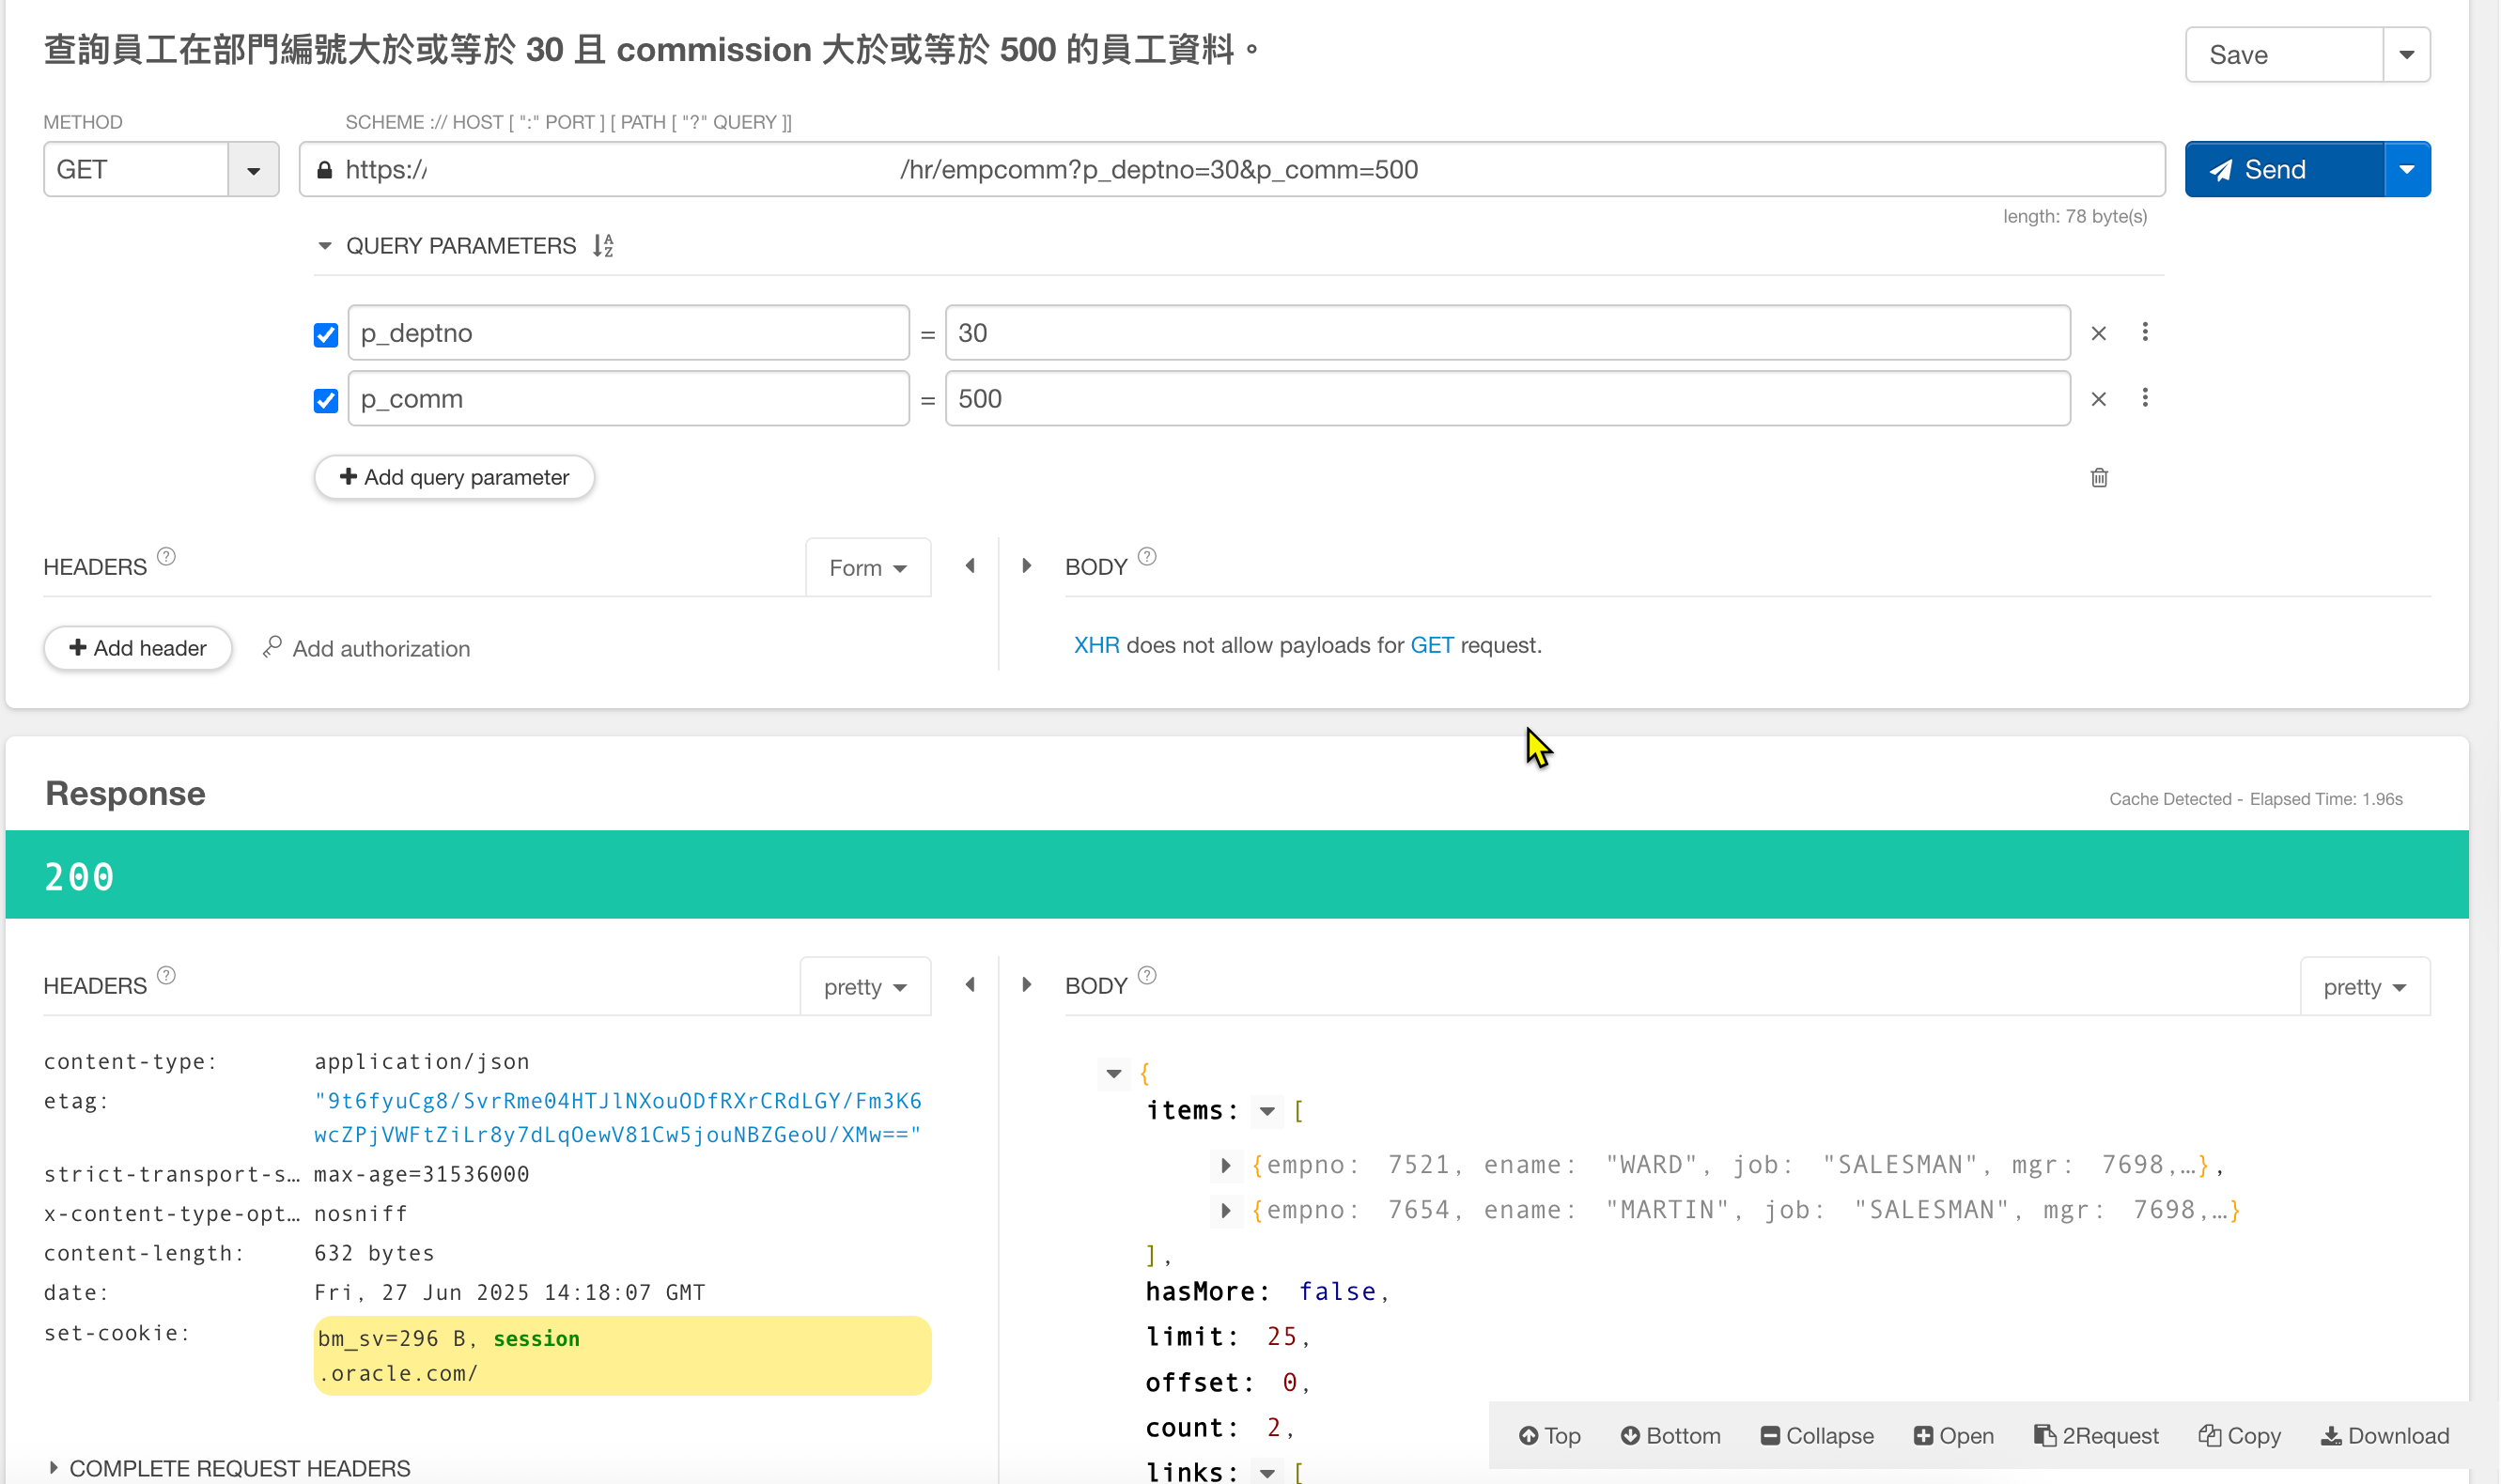 查詢員工在部門編號大於或等於 30 且 commission 大於或等於 500 的員工資料。
Save
METHOD
SCHEME :// HOST [ ":" PORT ] [ PATH [ "?" QUERY ]]
GET
https://
/hr/empcomm?p_deptno=30&p_comm=500
Send
length: 78 byte(s)
QUERY PARAMETERS
p_deptno = 30
p_comm = 500
Add query parameter
HEADERS ?
Form
BODY ?
Add header
Add authorization
XHR does not allow payloads for GET request.
Response
Cache Detected - Elapsed Time: 1.96s
200
HEADERS ?
pretty
BODY ?
pretty
content-type: application/json
etag: "9t6fyuCg8/SvrRme04HTJlNXouODfRXrCRdLGY/Fm3K6
wcZPjVWFtZiLr8y7dLqOewV81Cw5jouNBZGeoU/XMw=="
strict-transport-s… max-age=31536000
x-content-type-opt… nosniff
content-length: 632 bytes
date: Fri, 27 Jun 2025 14:18:07 GMT
set-cookie: bm_sv=296 B, session
.oracle.com/
COMPLETE REQUEST HEADERS
{
items: [
{empno: 7521, ename: "WARD", job: "SALESMAN", mgr: 7698,…},
{empno: 7654, ename: "MARTIN", job: "SALESMAN", mgr: 7698,…}
],
hasMore: false,
limit: 25,
offset: 0,
count: 2,
links: [
Top
Bottom
Collapse
Open
2Request
Copy
Download